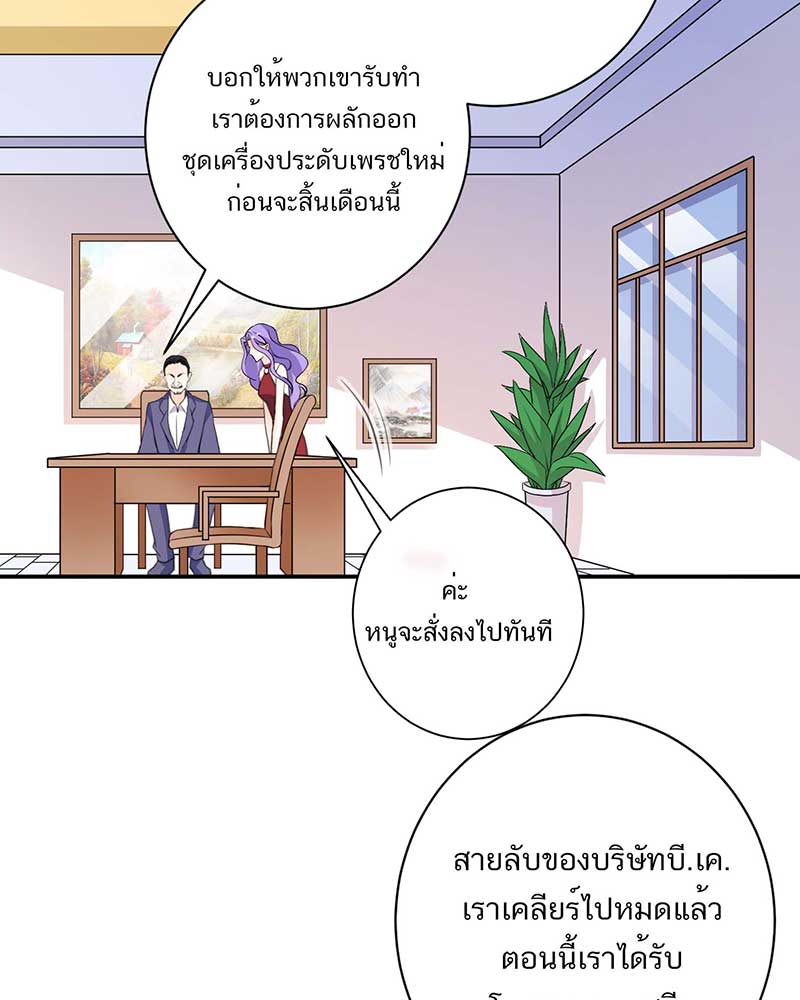 บอกให้พวกเขารับทำ
เราต้องการผลักออก
ชุดเครื่องประดับเพรชใหม่
ก่อนจะสิ้นเดือนนี้
ค่ะ
หนูจะสั่งลงไปทันที
สายลับของบริษัทบี.เค.
เราเคลียร์ไปหมดแล้ว
ตอนนี้เราได้รับ